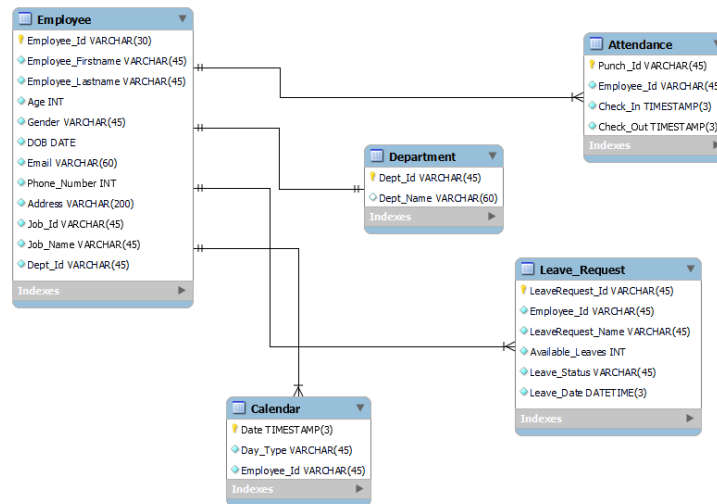 Employee
Employee_Id VARCHAR(30)
Employee_Firstname VARCHAR(45)
Employee_Lastname VARCHAR(45)
Age INT
Gender VARCHAR(45)
DOB DATE
Email VARCHAR(60)
Phone_Number INT
Address VARCHAR(200)
Job_Id VARCHAR(45)
Job_Name VARCHAR(45)
Dept_Id VARCHAR(45)
Indexes
Attendance
Punch_Id VARCHAR(45)
Employee_Id VARCHAR(45
Check_In TIMESTAMP(3)
Check_Out TIMESTAMP(3)
Indexes
Department
Dept_Id VARCHAR(45)
Dept_Name VARCHAR(60)
Indexes
Leave_Request
LeaveRequest_Id VARCHAR(45)
Employee_Id VARCHAR(45)
LeaveRequest_Name VARCHAR(45)
Available_Leaves INT
Leave_Status VARCHAR(45)
Leave_Date DATETIME(3)
Indexes
Calendar
Date TIMESTAMP(3)
Day_Type VARCHAR(45)
Employee_Id VARCHAR(45)
Indexes